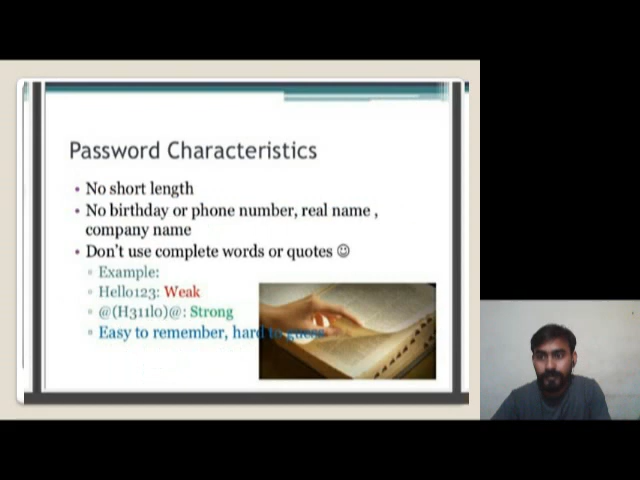 Password Characteristics
• No short length
• No birthday or phone number, real name ,
company name
• Don't use complete words or quotes ☺
▫ Example:
▫ Hello123: Weak
▫ @(H311l0)@: Strong
▫ Easy to remember, hard to guess